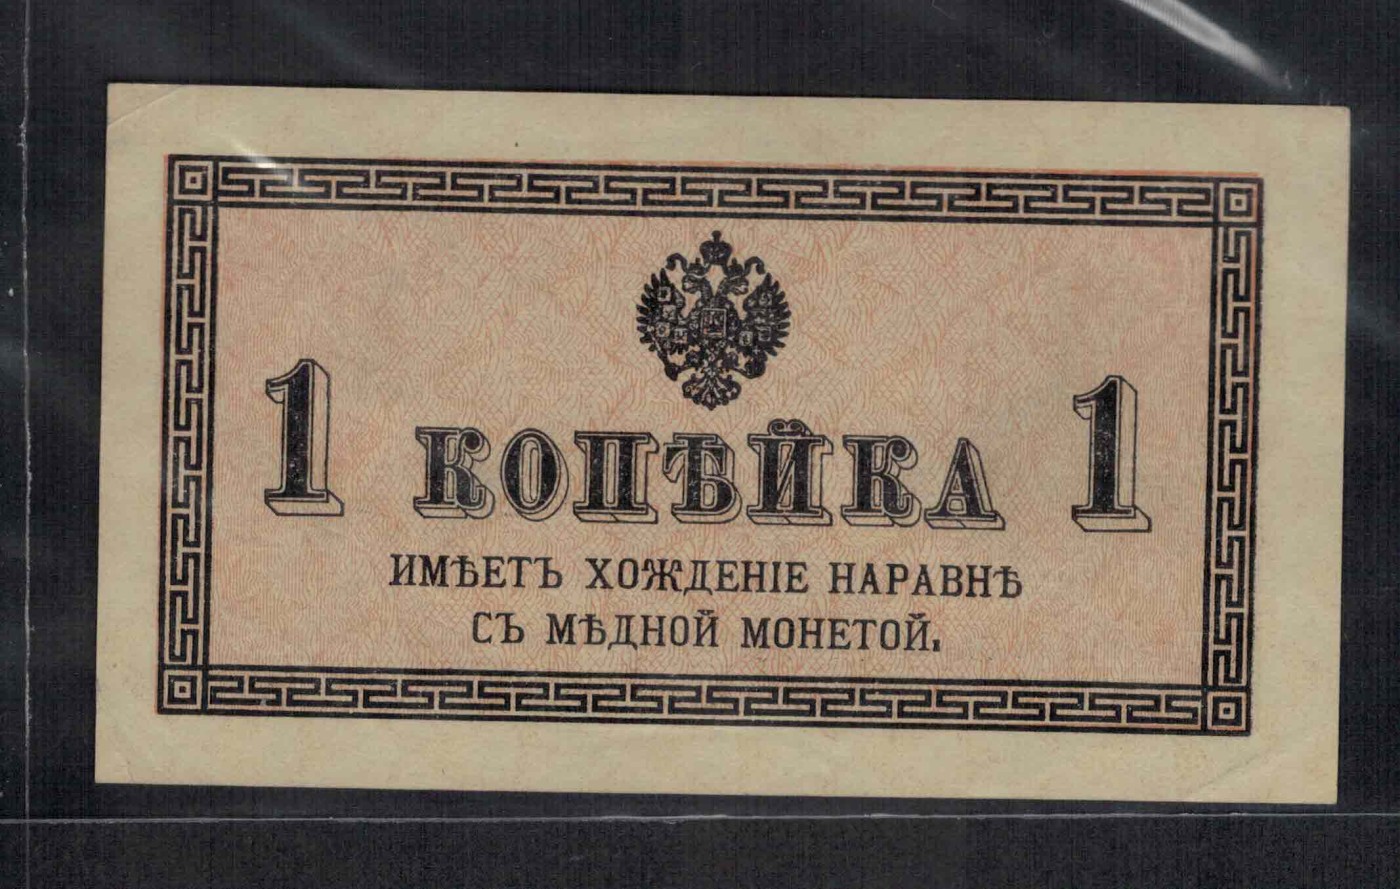 1 КОПѢЙКА 1
ИМѢЕТЪ ХОЖДЕНІЕ НАРАВНѢ
СЪ МѢДНОЙ МОНЕТОЙ.